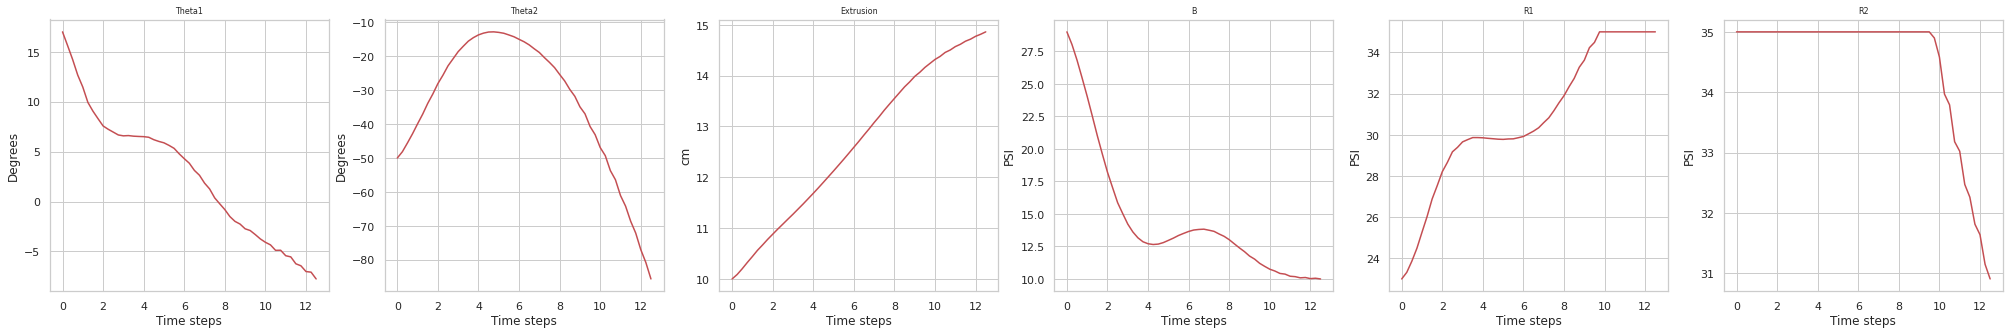 Theta1
Degrees
15
10
5
0
−5
0 2 4 6 8 10 12
Time steps
Theta2
Degrees
−10
−20
−30
−40
−50
−60
−70
−80
0 2 4 6 8 10 12
Time steps
Extrusion
cm
15
14
13
12
11
10
0 2 4 6 8 10 12
Time steps
B
PSI
27.5
25.0
22.5
20.0
17.5
15.0
12.5
10.0
0 2 4 6 8 10 12
Time steps
R1
PSI
34
32
30
28
26
24
0 2 4 6 8 10 12
Time steps
R2
PSI
35
34
33
32
31
0 2 4 6 8 10 12
Time steps